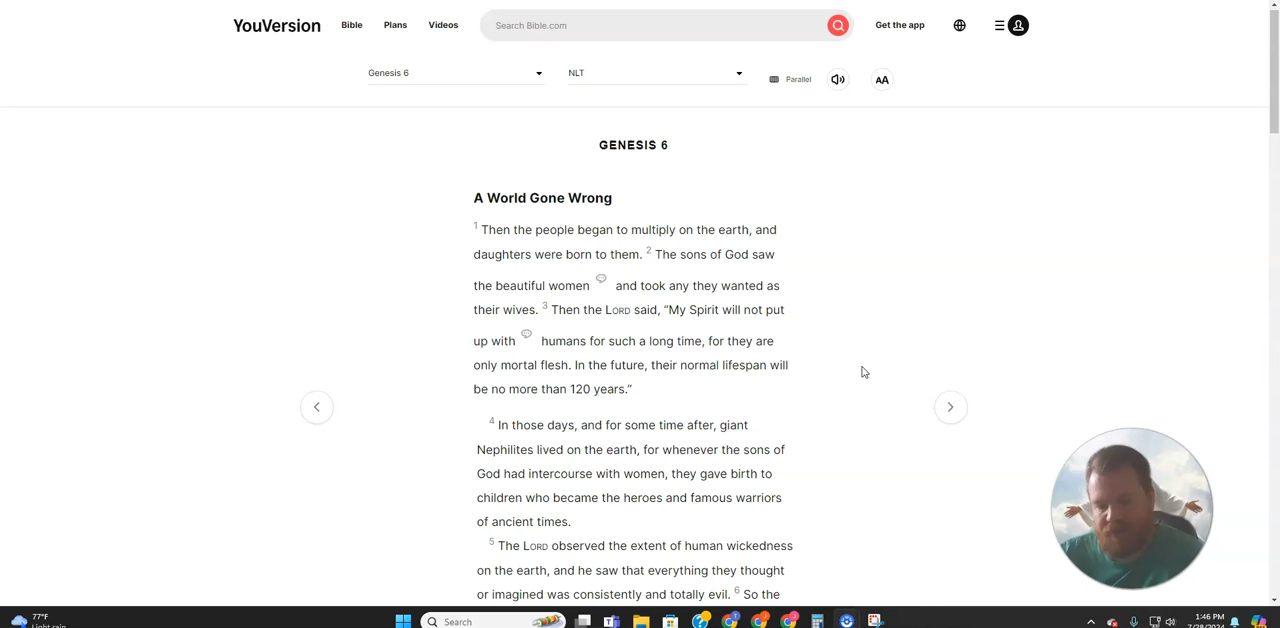 YouVersion Bible Plans Videos Search Bible.com Get the app
Genesis 6 NLT Parallel AA
GENESIS 6
A World Gone Wrong
1 Then the people began to multiply on the earth, and
daughters were born to them. 2 The sons of God saw
the beautiful women and took any they wanted as
their wives. 3 Then the LORD said, “My Spirit will not put
up with humans for such a long time, for they are
only mortal flesh. In the future, their normal lifespan will
be no more than 120 years.”
4 In those days, and for some time after, giant
Nephilites lived on the earth, for whenever the sons of
God had intercourse with women, they gave birth to
children who became the heroes and famous warriors
of ancient times.
5 The LORD observed the extent of human wickedness
on the earth, and he saw that everything they thought
or imagined was consistently and totally evil. 6 So the
77°F
Light rain
Search
1:46 PM
7/28/2024